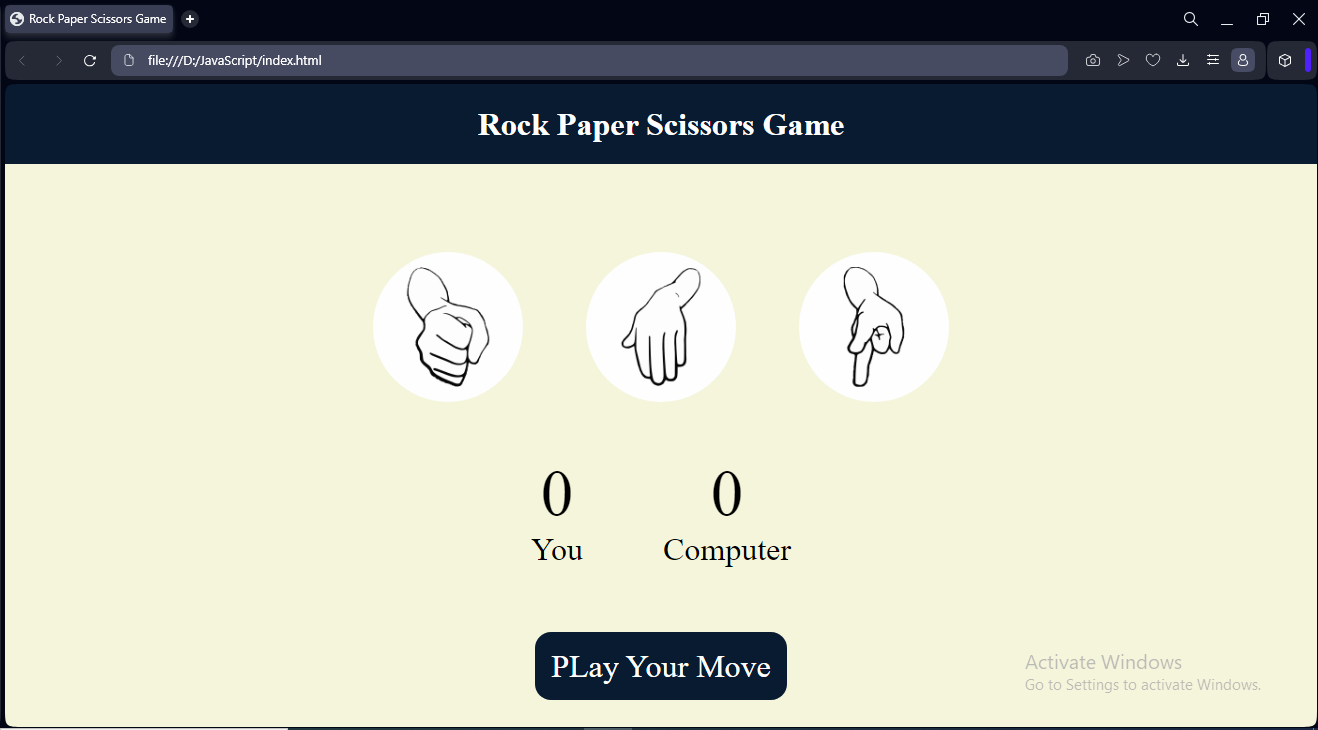 Rock Paper Scissors Game
file:///D:/JavaScript/index.html
Rock Paper Scissors Game
0 0
You Computer
PLay Your Move
Activate Windows
Go to Settings to activate Windows.